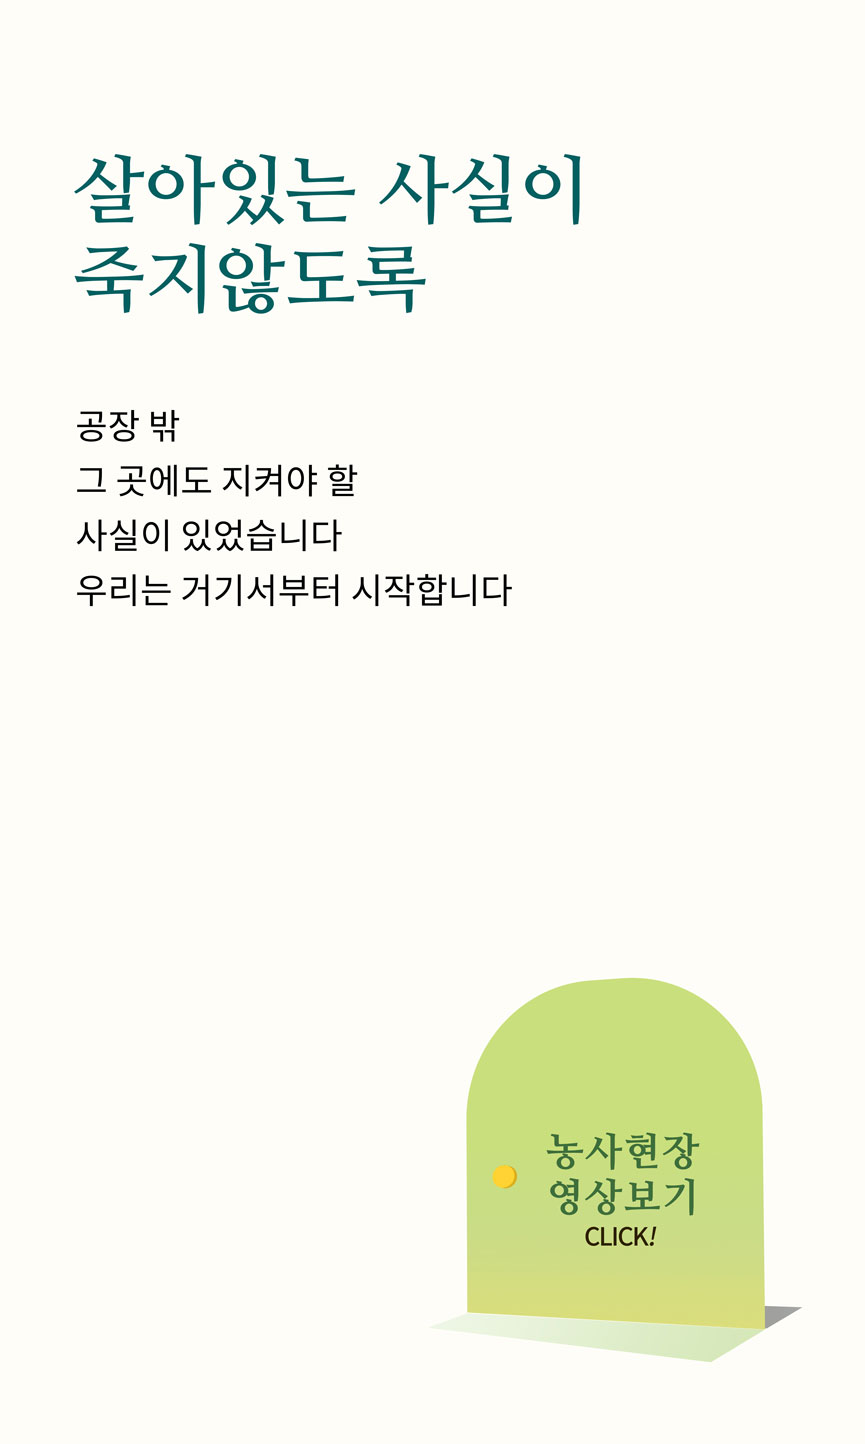 살아있는 사실이
죽지않도록
공장 밖
그 곳에도 지켜야 할
사실이 있었습니다
우리는 거기서부터 시작합니다
농사현장
영상보기
CLICK!